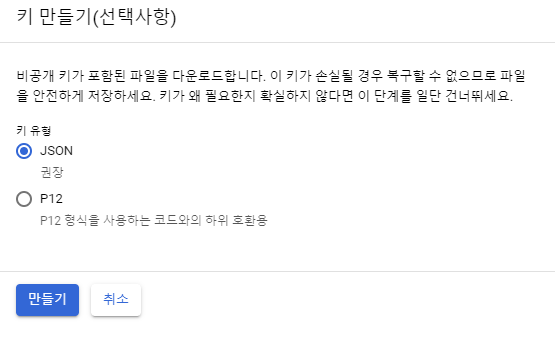 키 만들기(선택사항)
비공개 키가 포함된 파일을 다운로드합니다. 이 키가 손실될 경우 복구할 수 없으므로 파일
을 안전하게 저장하세요. 키가 왜 필요한지 확실하지 않다면 이 단계를 일단 건너뛰세요.
키 유형
JSON
권장
P12
P12 형식을 사용하는 코드와의 하위 호환용
만들기 취소